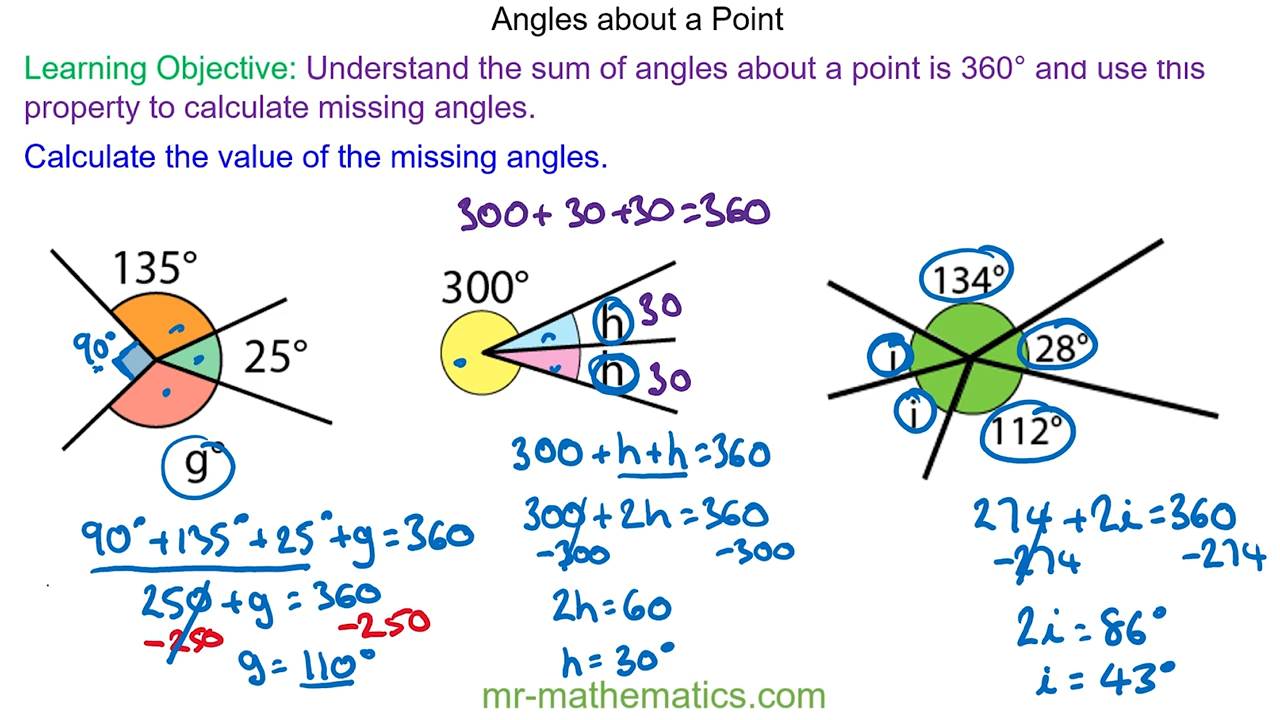 Angles about a Point
Learning Objective: Understand the sum of angles about a point is 360° and use this
property to calculate missing angles.
Calculate the value of the missing angles.
300 + 30 + 30 = 360
135°
90°
25°
g°
90° + 135° + 25° + g = 360
250 + g = 360
-250 -250
g = 110°
300°
h 30
h 30
300 + h + h = 360
300 + 2h = 360
-300 -300
2h = 60
h = 30°
134°
i 28°
i 112°
274 + 2i = 360
-274 -274
2i = 86°
i = 43°
mr-mathematics.com